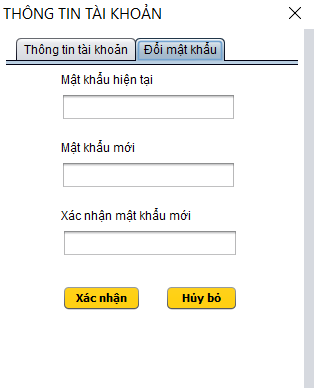 THÔNG TIN TÀI KHOẢN
Thông tin tài khoản Đổi mật khẩu
Mật khẩu hiện tại
Mật khẩu mới
Xác nhận mật khẩu mới
Xác nhận Hủy bỏ